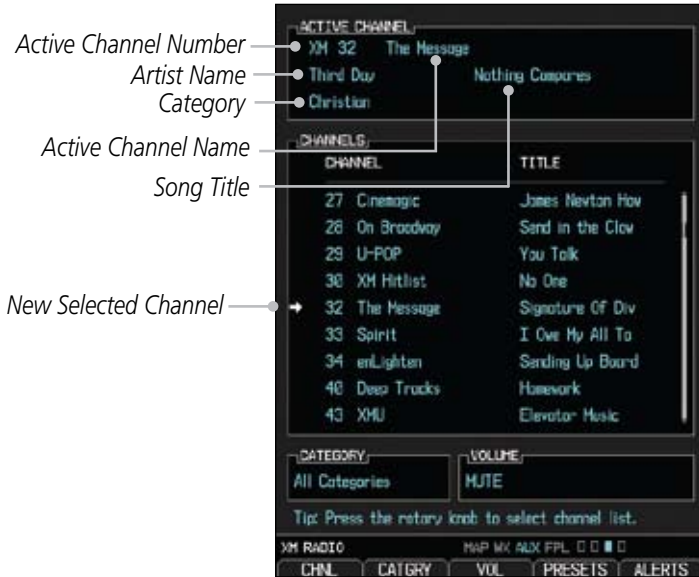 Active Channel Number
Artist Name
Category
Active Channel Name
Song Title
New Selected Channel
ACTIVE CHANNEL
XM 32 The Message
Third Day Nothing Compares
Christian
CHANNELS
CHANNEL TITLE
27 Cinemagic James Newton How
28 On Broadway Send in the Clow
29 U-POP You Talk
30 XM Hitlist No One
32 The Message Signature Of Div
33 Spirit I Owe My All To
34 enLighten Sending Up Board
40 Deep Tracks Homework
43 XMU Elevator Music
CATEGORY VOLUME
All Categories MUTE
Tip: Press the rotary knob to select channel list.
XM RADIO MAP WX AUX FPL
CHNL CATGRY VOL PRESETS ALERTS